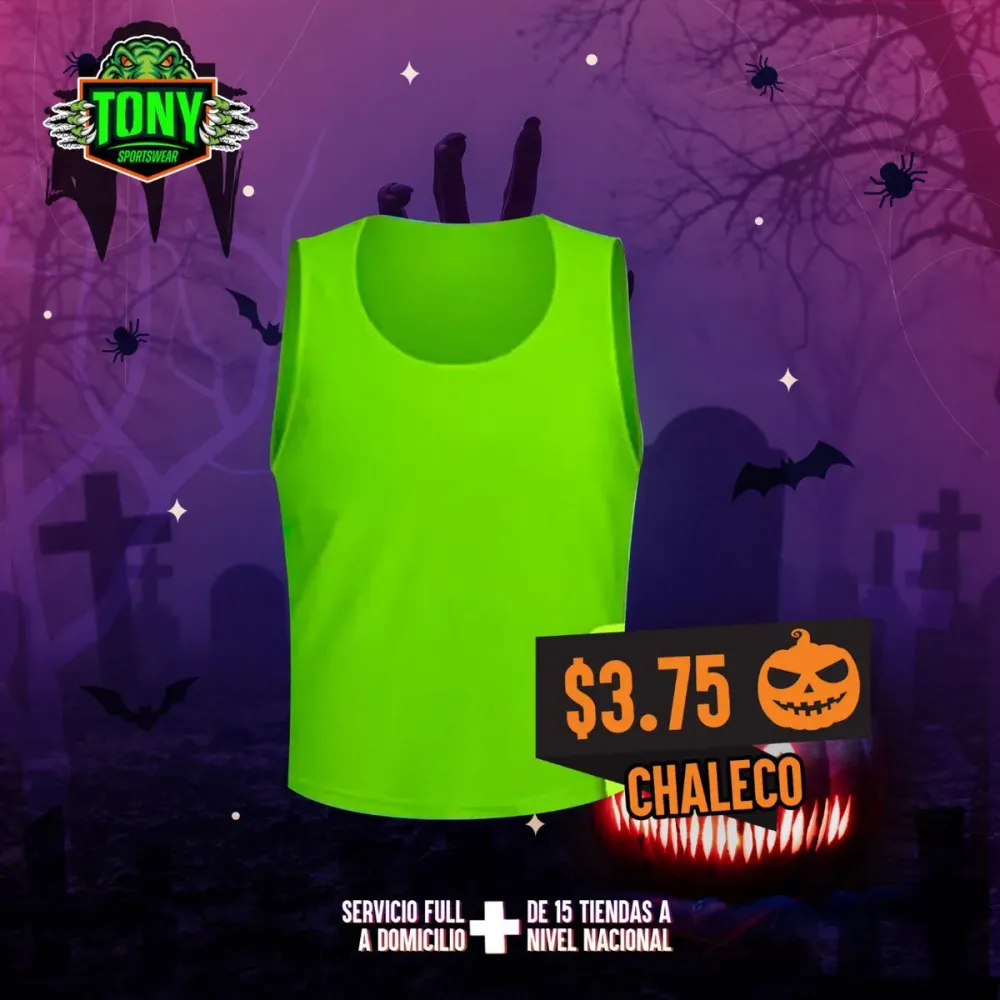 TONY
SPORTSWEAR
$3.75
CHALECO
SERVICIO FULL
A DOMICILIO
+
DE 15 TIENDAS A
NIVEL NACIONAL